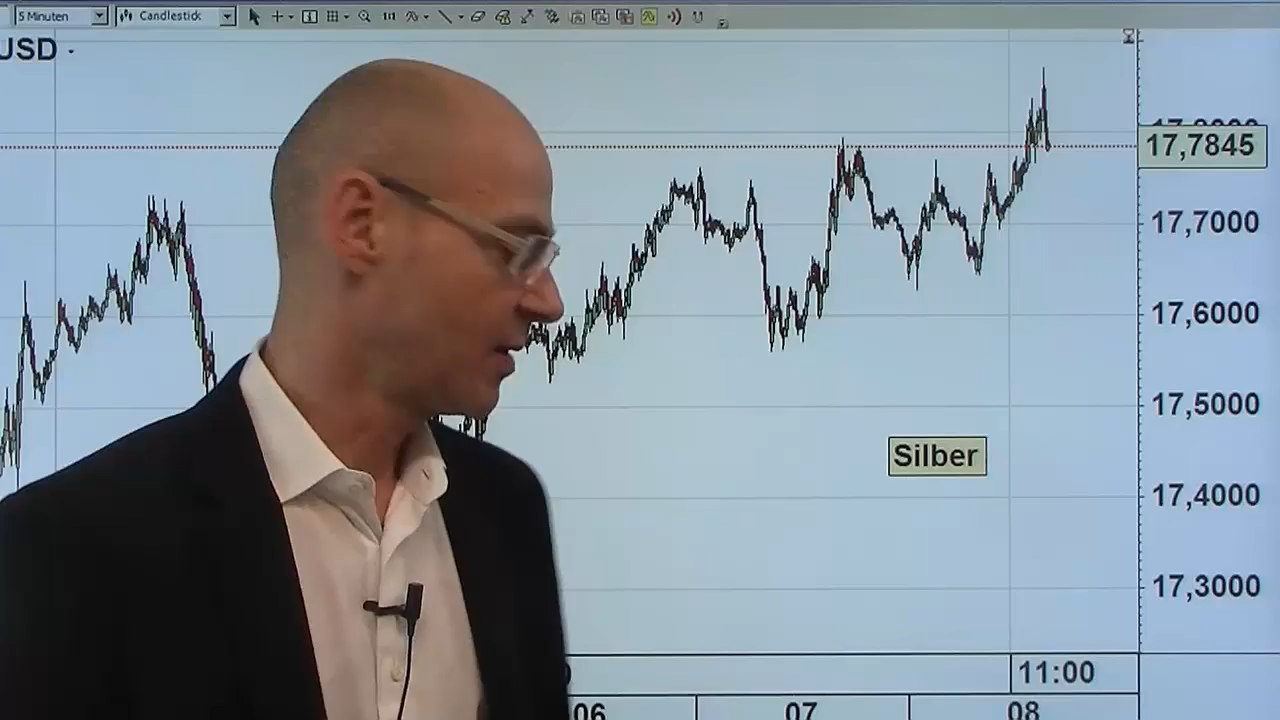 5 Minuten
Candlestick
USD
17,7845
17,7000
17,6000
17,5000
Silber
17,4000
17,3000
11:00
06
07
08